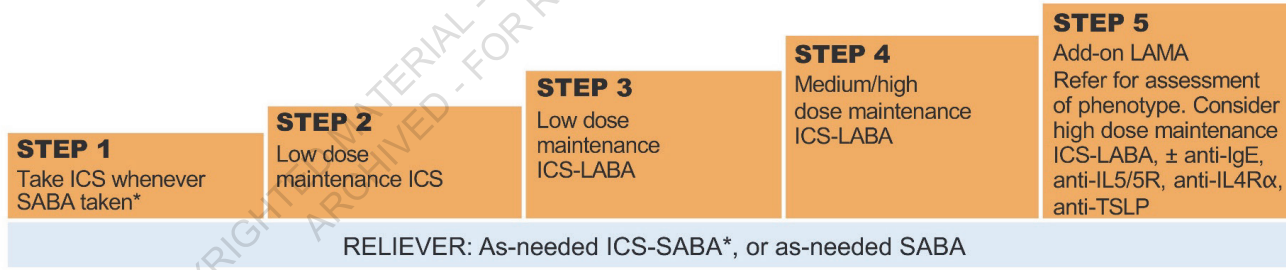 STEP 1
Take ICS whenever
SABA taken*
STEP 2
Low dose
maintenance ICS
STEP 3
Low dose
maintenance
ICS-LABA
STEP 4
Medium/high
dose maintenance
ICS-LABA
STEP 5
Add-on LAMA
Refer for assessment
of phenotype. Consider
high dose maintenance
ICS-LABA, ± anti-IgE,
anti-IL5/5R, anti-IL4Rα,
anti-TSLP
RELIEVER: As-needed ICS-SABA*, or as-needed SABA
MATERIAL -
ARCHIVED - FOR